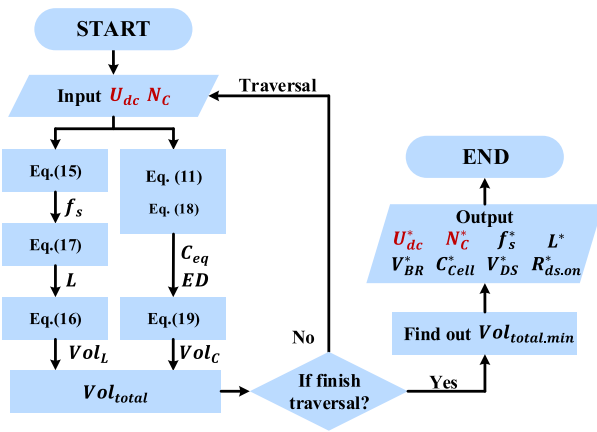 START
Input U_dc N_C
Traversal
Eq.(15)
f_s
Eq.(17)
L
Eq.(16)
Vol_L
Eq. (11)
Eq. (18)
C_eq
ED
Eq.(19)
Vol_C
Vol_total
If finish
traversal?
No
Yes
Find out Vol_total.min
Output
U*_dc N*_C f*_s L*
V*_BR C*_Cell V*_DS R*_ds.on
END